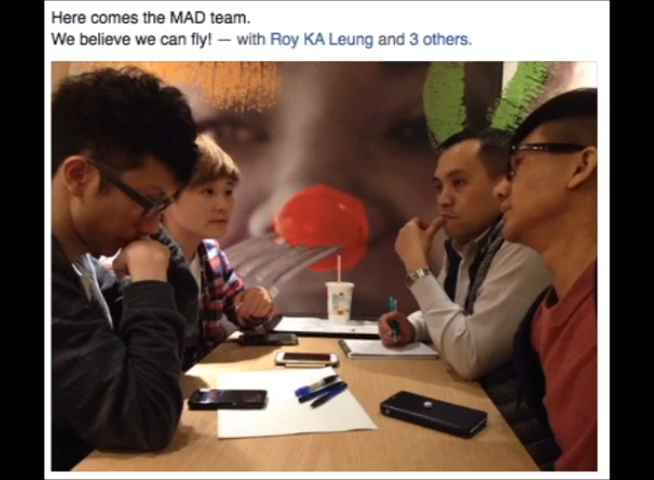 Here comes the MAD team.
We believe we can fly! — with Roy KA Leung and 3 others.